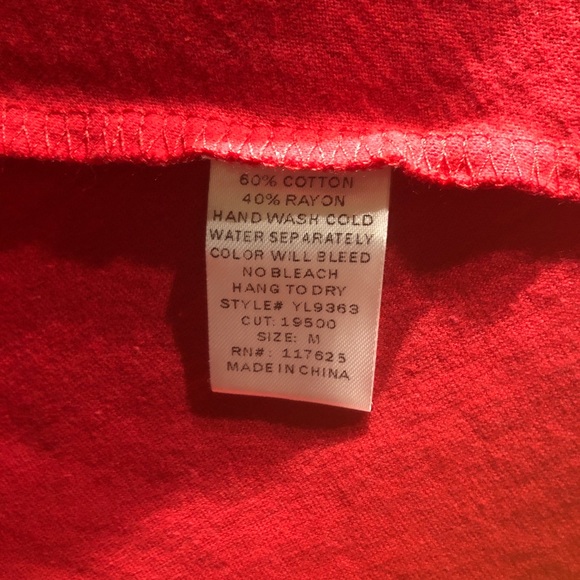 60% COTTON
40% RAYON
HAND WASH COLD
WATER SEPARATELY
COLOR WILL BLEED
NO BLEACH
HANG TO DRY
STYLE# YL9363
CUT: 19500
SIZE: M
RN#: 117625
MADE IN CHINA